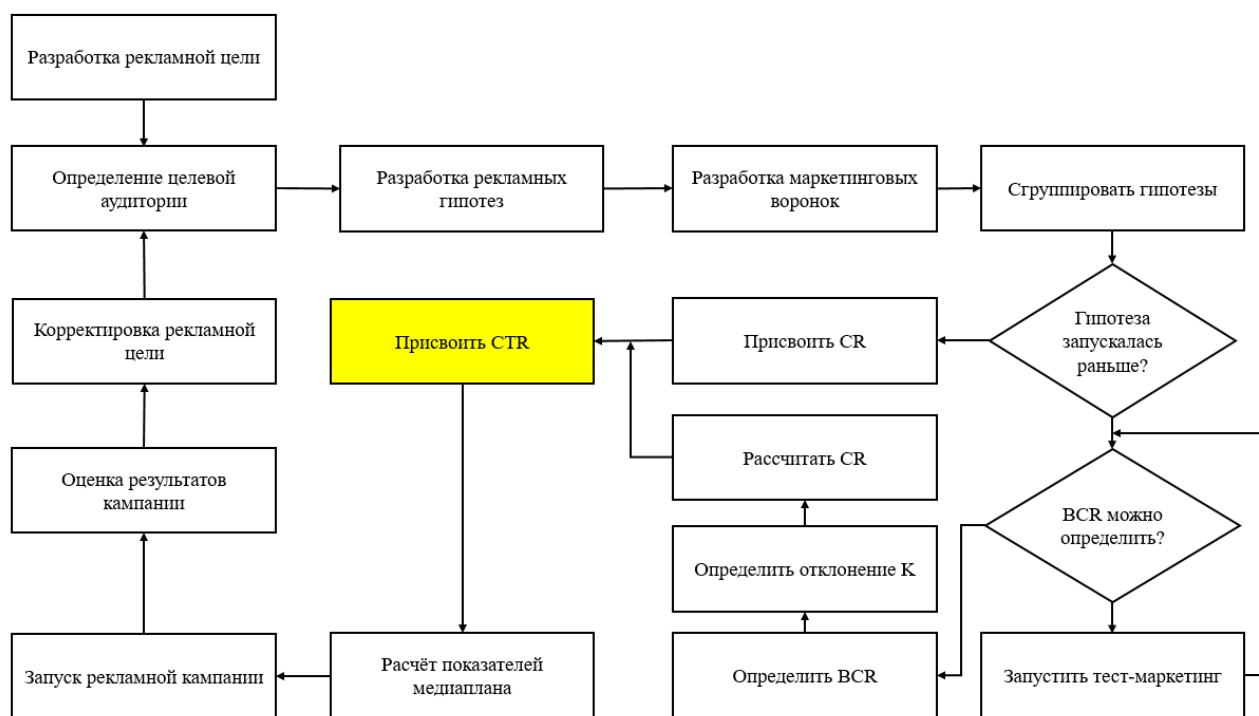 Разработка рекламной цели
Определение целевой
аудитории
Разработка рекламных
гипотез
Разработка маркетинговых
воронок
Сгруппировать гипотезы
Корректировка рекламной
цели
Присвоить CTR
Присвоить CR
Гипотеза
запускалась
раньше?
Оценка результатов
кампании
Рассчитать CR
BCR можно
определить?
Определить отклонение K
Запуск рекламной кампании
Расчёт показателей
медиаплана
Определить BCR
Запустить тест-маркетинг